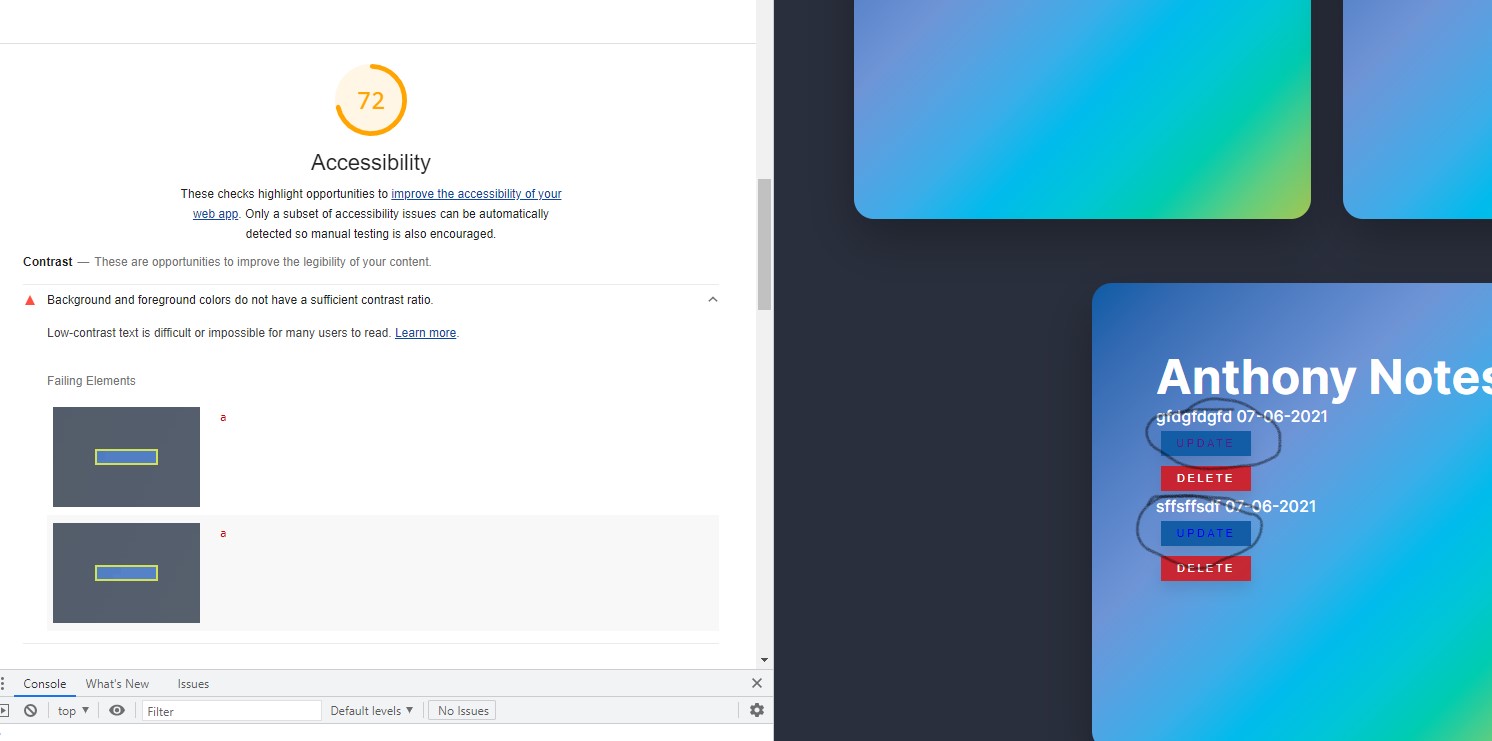 72
Accessibility
These checks highlight opportunities to improve the accessibility of your
web app. Only a subset of accessibility issues can be automatically
detected so manual testing is also encouraged.
Contrast — These are opportunities to improve the legibility of your content.
Background and foreground colors do not have a sufficient contrast ratio.
Low-contrast text is difficult or impossible for many users to read. Learn more.
Failing Elements
a
a
Console What's New Issues
top Filter Default levels No Issues
Anthony Notes
gfdgfdgfd 07-06-2021
UPDATE
DELETE
sffsffsdf 07-06-2021
UPDATE
DELETE